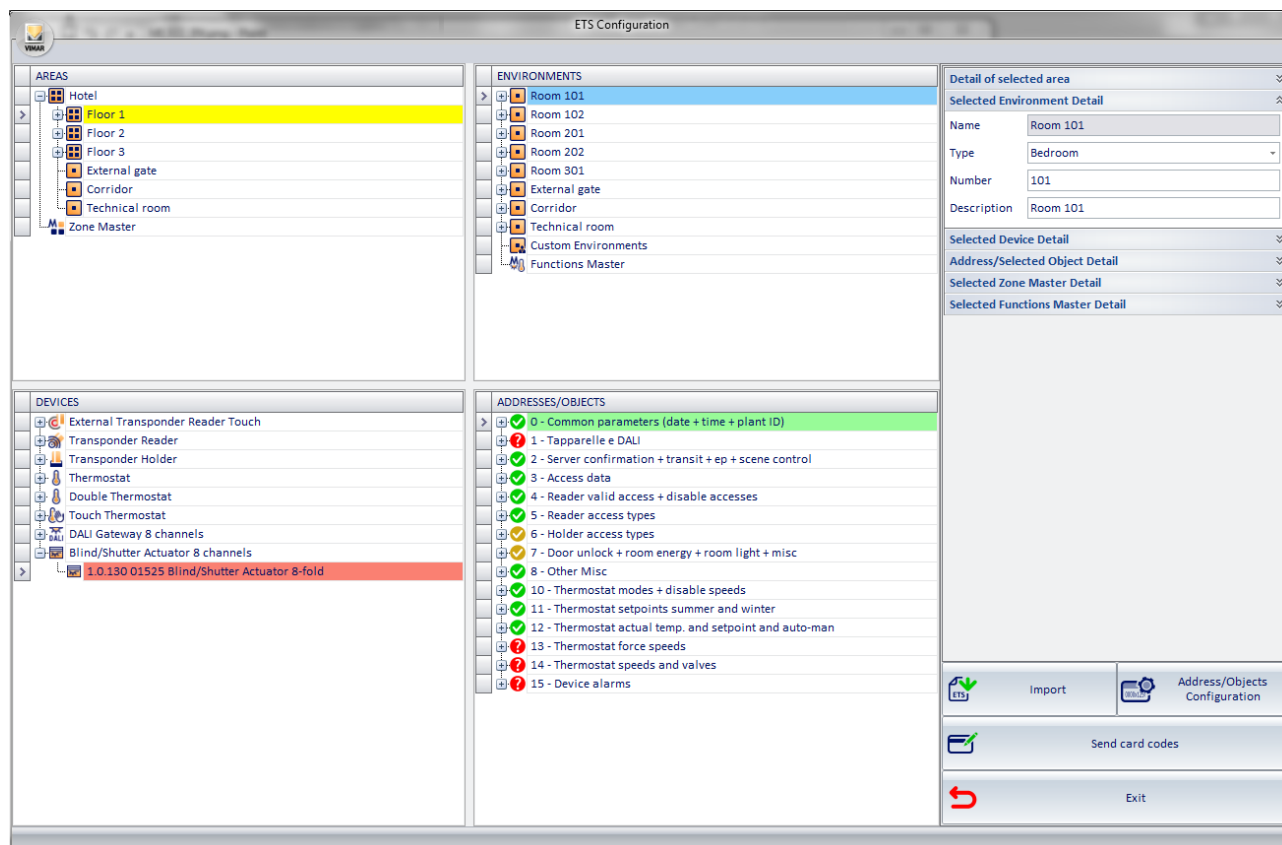 ETS Configuration
VIMAR
AREAS
Hotel
Floor 1
Floor 2
Floor 3
External gate
Corridor
Technical room
Zone Master
ENVIRONMENTS
Room 101
Room 102
Room 201
Room 202
Room 301
External gate
Corridor
Technical room
Custom Environments
Functions Master
Detail of selected area
Selected Environment Detail
Name Room 101
Type Bedroom
Number 101
Description Room 101
Selected Device Detail
Address/Selected Object Detail
Selected Zone Master Detail
Selected Functions Master Detail
DEVICES
External Transponder Reader Touch
Transponder Reader
Transponder Holder
Thermostat
Double Thermostat
Touch Thermostat
DALI DALI Gateway 8 channels
Blind/Shutter Actuator 8 channels
1.0.130 01525 Blind/Shutter Actuator 8-fold
ADDRESSES/OBJECTS
0 - Common parameters (date + time + plant ID)
1 - Tapparelle e DALI
2 - Server confirmation + transit + ep + scene control
3 - Access data
4 - Reader valid access + disable accesses
5 - Reader access types
6 - Holder access types
7 - Door unlock + room energy + room light + misc
8 - Other Misc
10 - Thermostat modes + disable speeds
11 - Thermostat setpoints summer and winter
12 - Thermostat actual temp. and setpoint and auto-man
13 - Thermostat force speeds
14 - Thermostat speeds and valves
15 - Device alarms
ETS Import
Address/Objects
Configuration
Send card codes
Exit